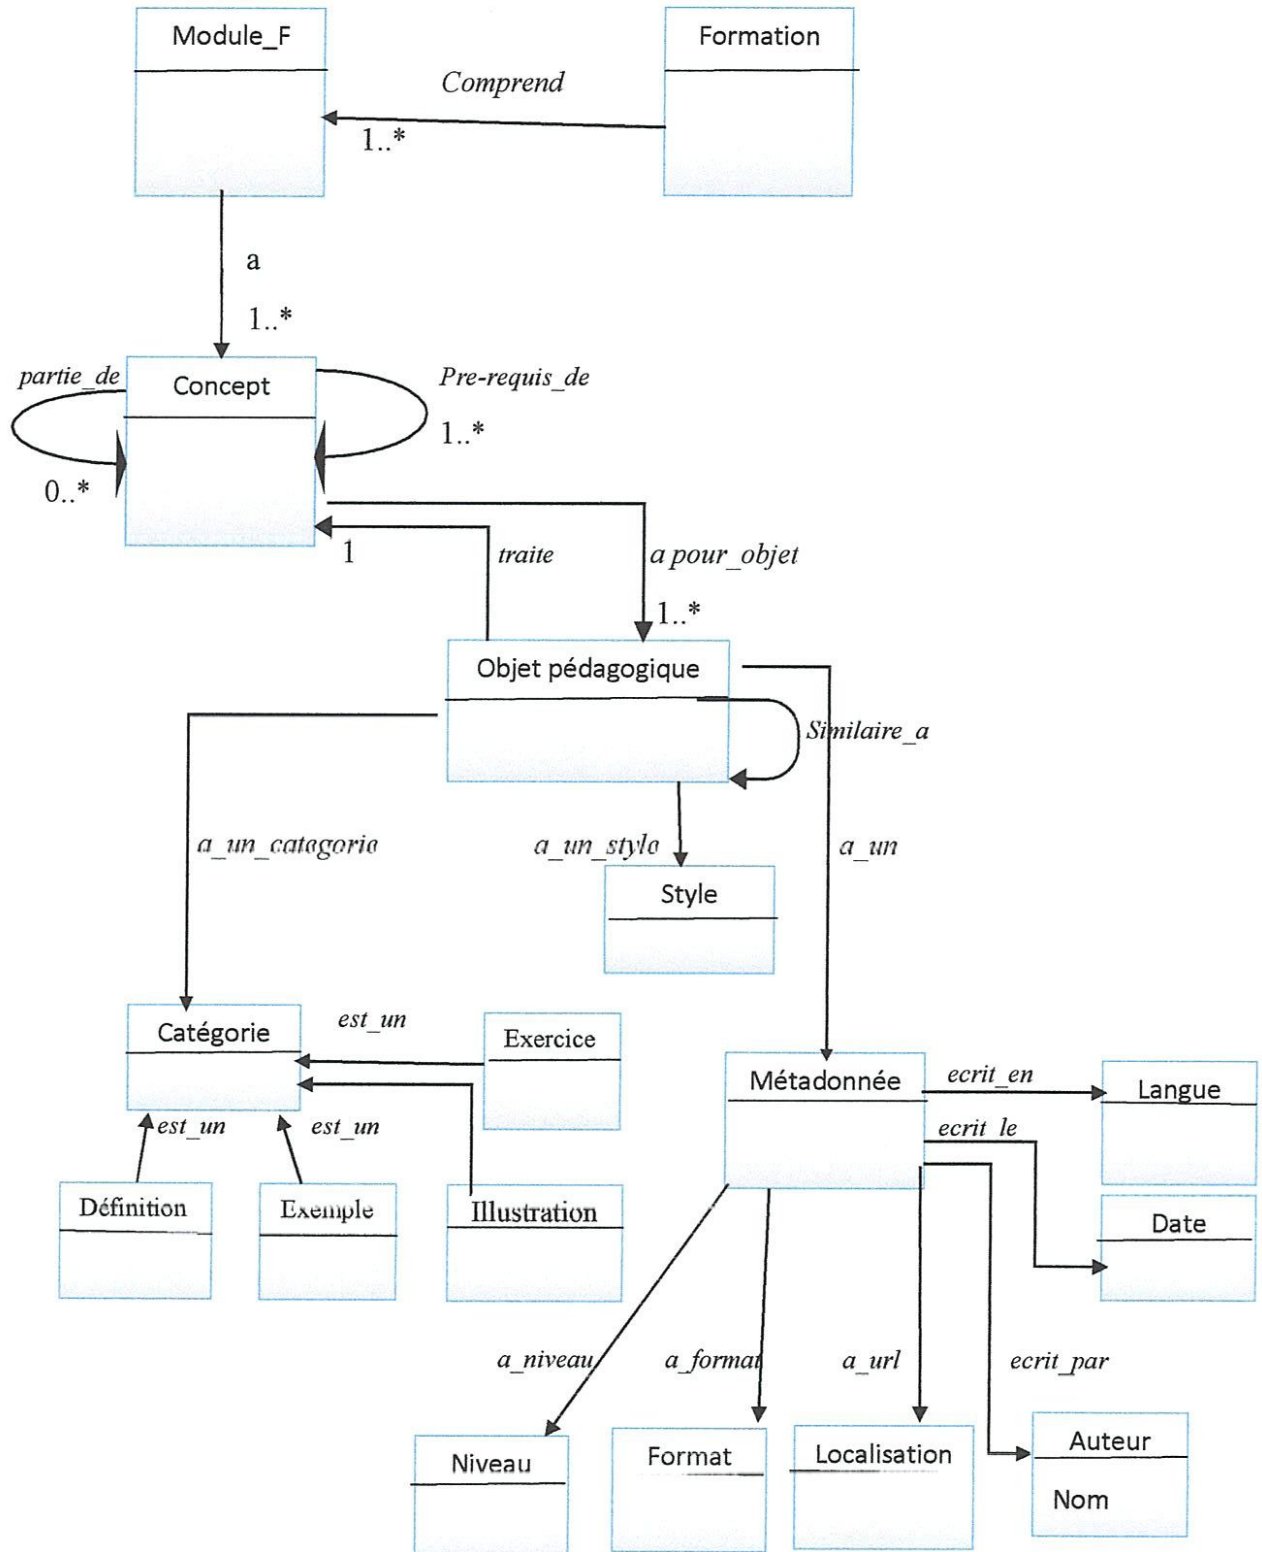 Module_F
Formation
Comprend
1..*
a
1..*
partie_de
Concept
Pre-requis_de
1..*
0..*
1
traite
a pour_objet
1..*
Objet pédagogique
Similaire_a
a_un_categorie
a_un_style
a_un
Style
Catégorie
est_un
Exercice
Métadonnée
ecrit_en
Langue
est_un
est_un
ecrit_le
Définition
Exemple
Illustration
Date
a_niveau
a_format
a_url
ecrit_par
Niveau
Format
Localisation
Auteur
Nom